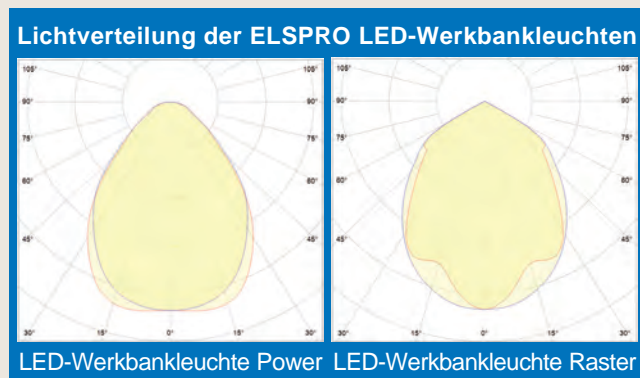 Lichtverteilung der ELSPRO LED-Werkbankleuchten
105° 105° 105° 105°
90° 90° 90° 90°
75° 75° 75° 75°
60° 60° 60° 60°
45° 45° 45° 45°
30° 15° 0° 15° 30° 30° 15° 0° 15° 30°
LED-Werkbankleuchte Power LED-Werkbankleuchte Raster